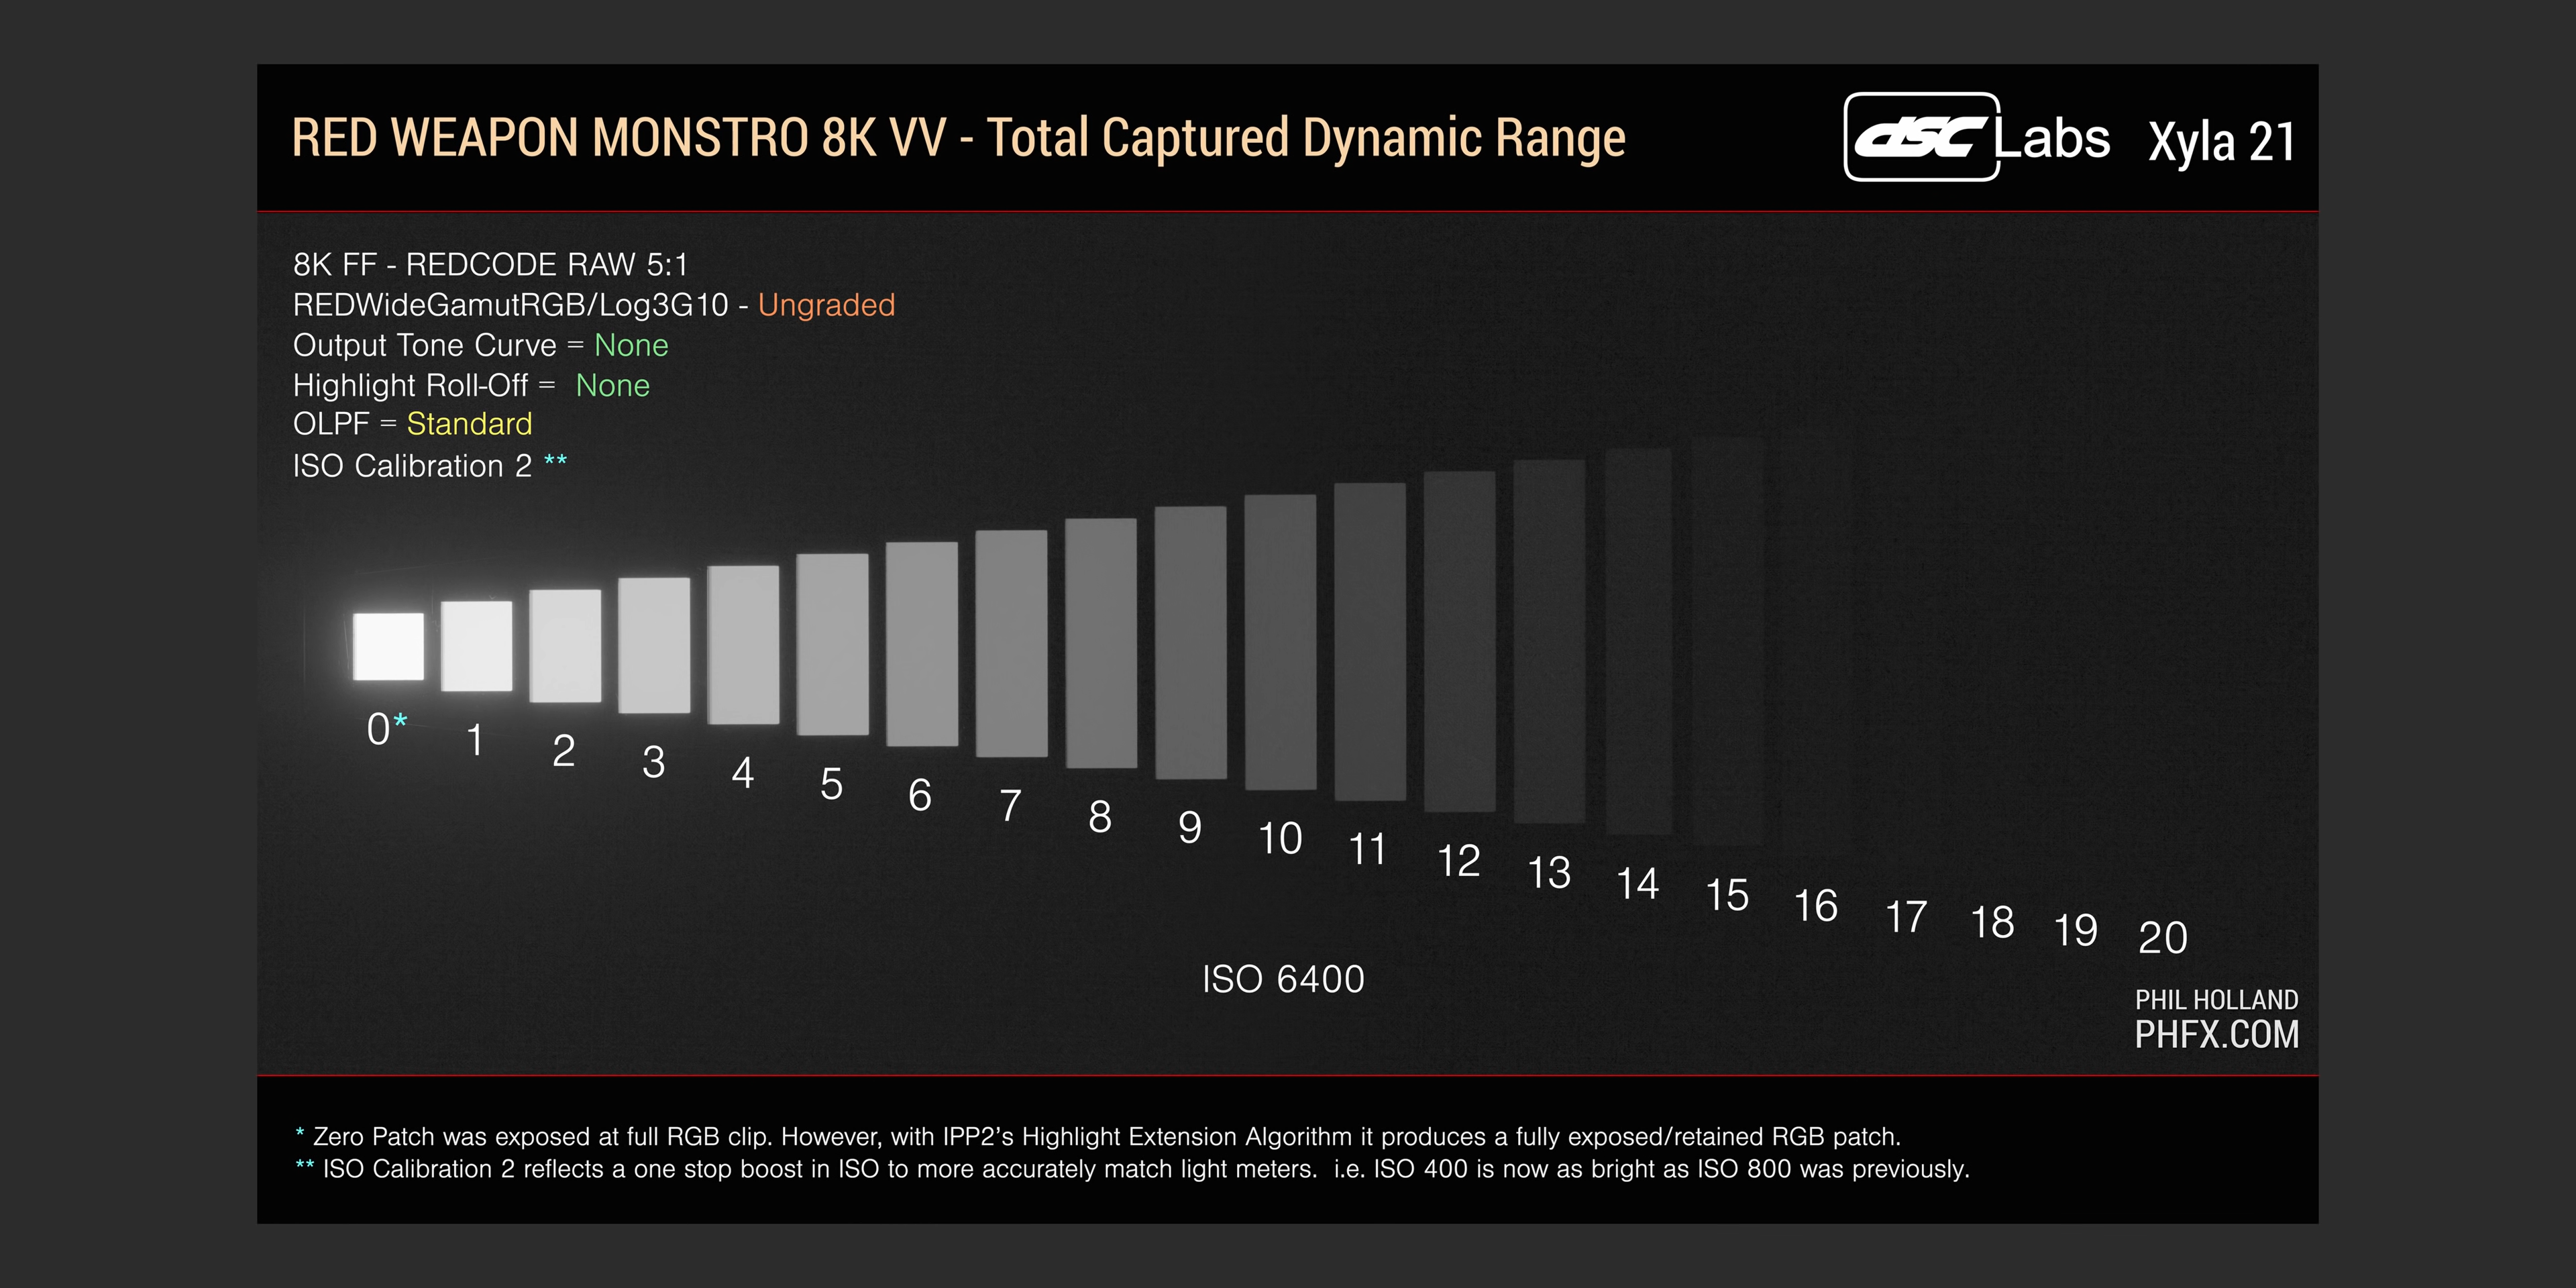 RED WEAPON MONSTRO 8K VV - Total Captured Dynamic Range
dsc Labs Xyla 21
8K FF - REDCODE RAW 5:1
REDWideGamutRGB/Log3G10 - Ungraded
Output Tone Curve = None
Highlight Roll-Off = None
OLPF = Standard
ISO Calibration 2 **
0* 1 2 3 4 5 6 7 8 9 10 11 12 13 14 15 16 17 18 19 20
ISO 6400
PHIL HOLLAND
PHFX.COM
* Zero Patch was exposed at full RGB clip. However, with IPP2's Highlight Extension Algorithm it produces a fully exposed/retained RGB patch.
** ISO Calibration 2 reflects a one stop boost in ISO to more accurately match light meters. i.e. ISO 400 is now as bright as ISO 800 was previously.